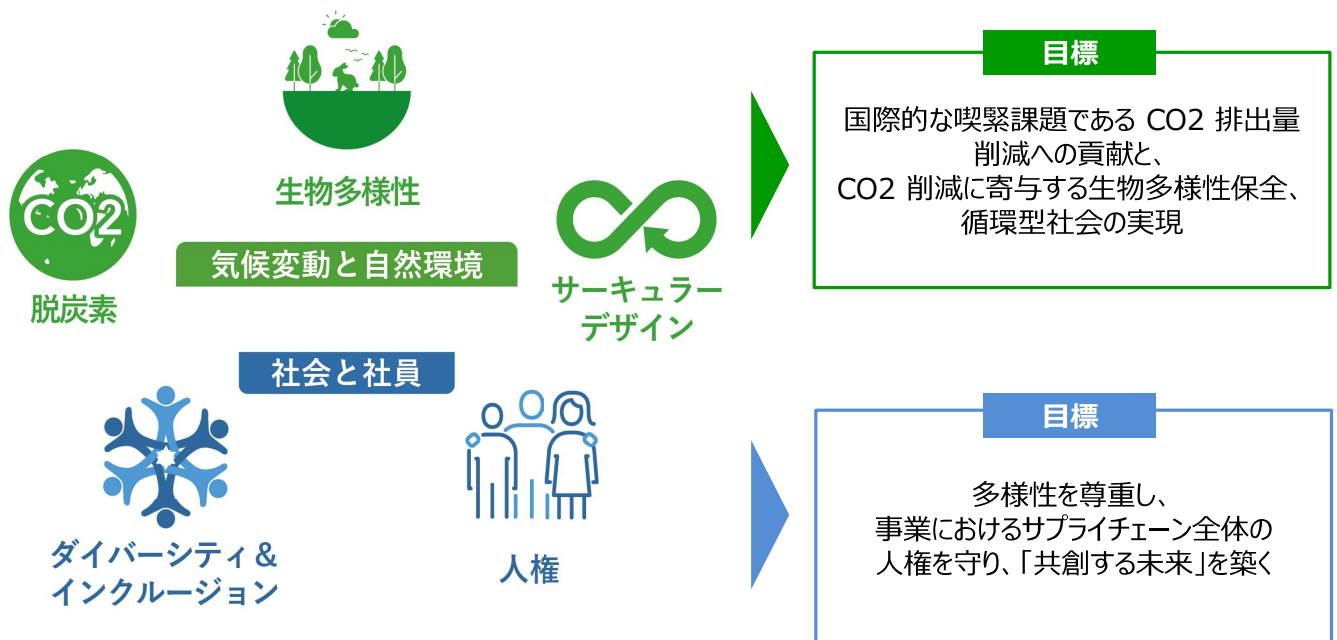 生物多様性
CO2
脱炭素
気候変動と自然環境
サーキュラー
デザイン
社会と社員
ダイバーシティ＆
インクルージョン
人権
目標
国際的な喫緊課題である CO2 排出量
削減への貢献と、
CO2 削減に寄与する生物多様性保全、
循環型社会の実現
目標
多様性を尊重し、
事業におけるサプライチェーン全体の
人権を守り、「共創する未来」を築く